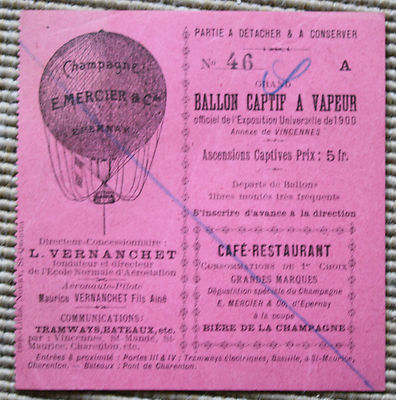 PARTIE A DÉTACHER & A CONSERVER
No 46 A
GRAND
BALLON CAPTIF A VAPEUR
officiel de l'Exposition Universelle de 1900
Annexe de VINCENNES
Ascensions Captives Prix : 5 fr.
Départs de Ballons
libres montés très fréquents
S'inscrire d'avance à la direction
Champagne
E. MERCIER & Cie
EPERNAY
Directeur-Concessionnaire :
L. VERNANCHET
fondateur et directeur
de l'École Normale d'Aérostation
Aéronaute-Pilote
Maurice VERNANCHET Fils Ainé
COMMUNICATIONS:
TRAMWAYS, BATEAUX, etc.
par : Vincennes, St-Mandé, St-
Maurice, Charenton, etc.
CAFÉ-RESTAURANT
CONSOMMATIONS DE 1er CHOIX
GRANDES MARQUES
Dégustation spéciale du Champagne
E. MERCIER & Co, d'Epernay
à la coupe
BIÈRE DE LA CHAMPAGNE
Entrées à proximité : Portes III & IV : Tramways électriques, Bastille, à St-Maurice,
Charenton. — Bateaux : Pont de Charenton.